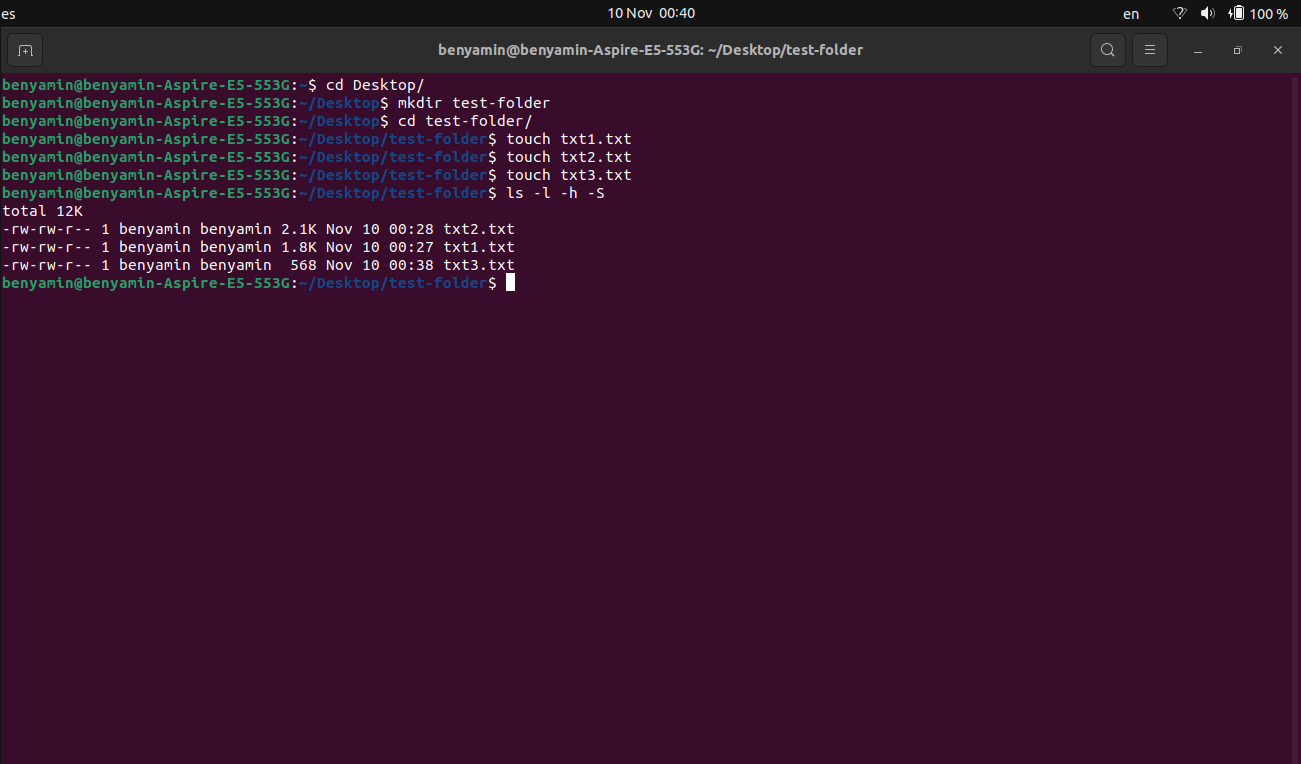 es
10 Nov  00:40
en
100 %
benyamin@benyamin-Aspire-E5-553G: ~/Desktop/test-folder
benyamin@benyamin-Aspire-E5-553G:~$ cd Desktop/
benyamin@benyamin-Aspire-E5-553G:~/Desktop$ mkdir test-folder
benyamin@benyamin-Aspire-E5-553G:~/Desktop$ cd test-folder/
benyamin@benyamin-Aspire-E5-553G:~/Desktop/test-folder$ touch txt1.txt
benyamin@benyamin-Aspire-E5-553G:~/Desktop/test-folder$ touch txt2.txt
benyamin@benyamin-Aspire-E5-553G:~/Desktop/test-folder$ touch txt3.txt
benyamin@benyamin-Aspire-E5-553G:~/Desktop/test-folder$ ls -l -h -S
total 12K
-rw-rw-r-- 1 benyamin benyamin 2.1K Nov 10 00:28 txt2.txt
-rw-rw-r-- 1 benyamin benyamin 1.8K Nov 10 00:27 txt1.txt
-rw-rw-r-- 1 benyamin benyamin  568 Nov 10 00:38 txt3.txt
benyamin@benyamin-Aspire-E5-553G:~/Desktop/test-folder$